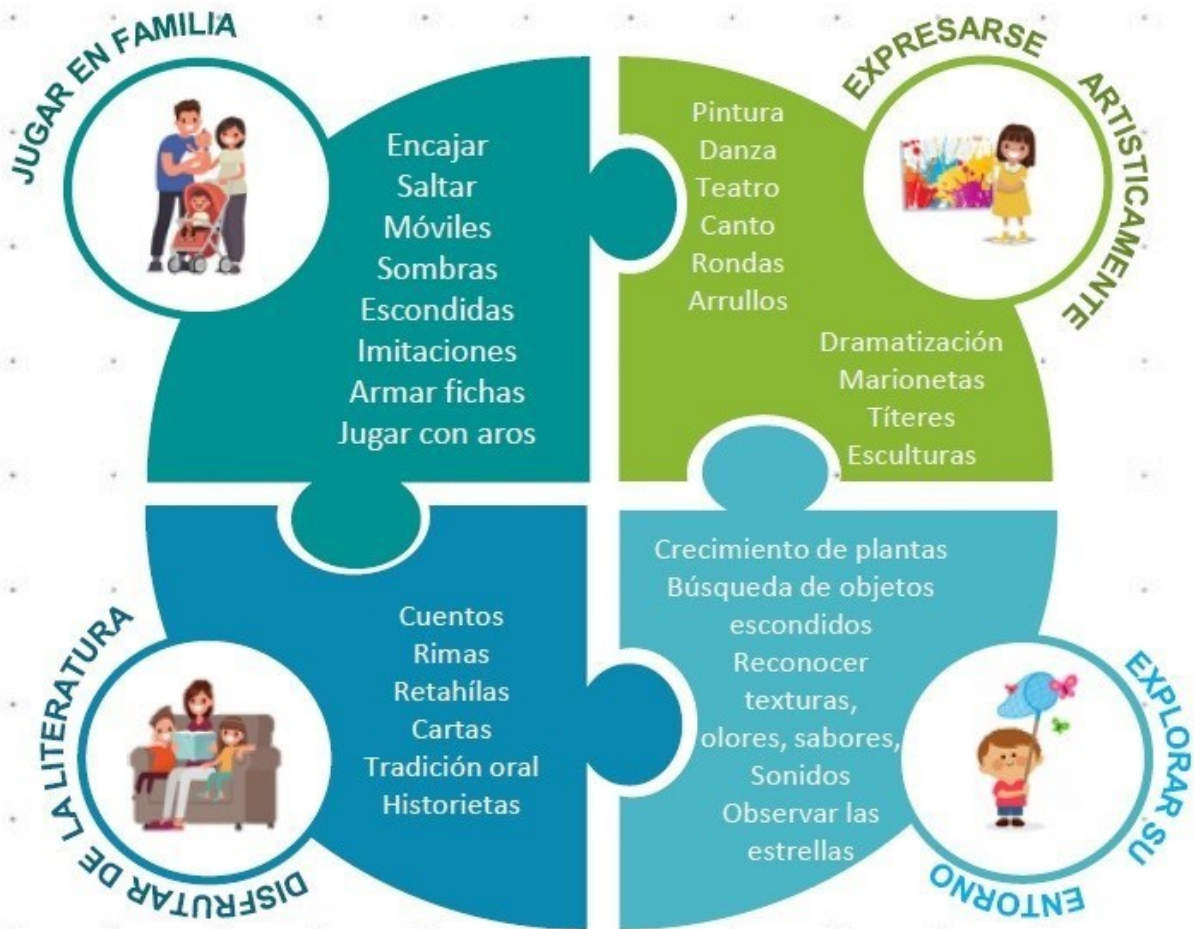 JUGAR EN FAMILIA
Encajar
Saltar
Móviles
Sombras
Escondidas
Imitaciones
Armar fichas
Jugar con aros
EXPRESARSE ARTISTICAMENTE
Pintura
Danza
Teatro
Canto
Rondas
Arrullos
Dramatización
Marionetas
Títeres
Esculturas
DISFRUTAR DE LA LITERATURA
Cuentos
Rimas
Retahílas
Cartas
Tradición oral
Historietas
EXPLORAR SU ENTORNO
Crecimiento de plantas
Búsqueda de objetos
escondidos
Reconocer
texturas,
olores, sabores,
Sonidos
Observar las
estrellas